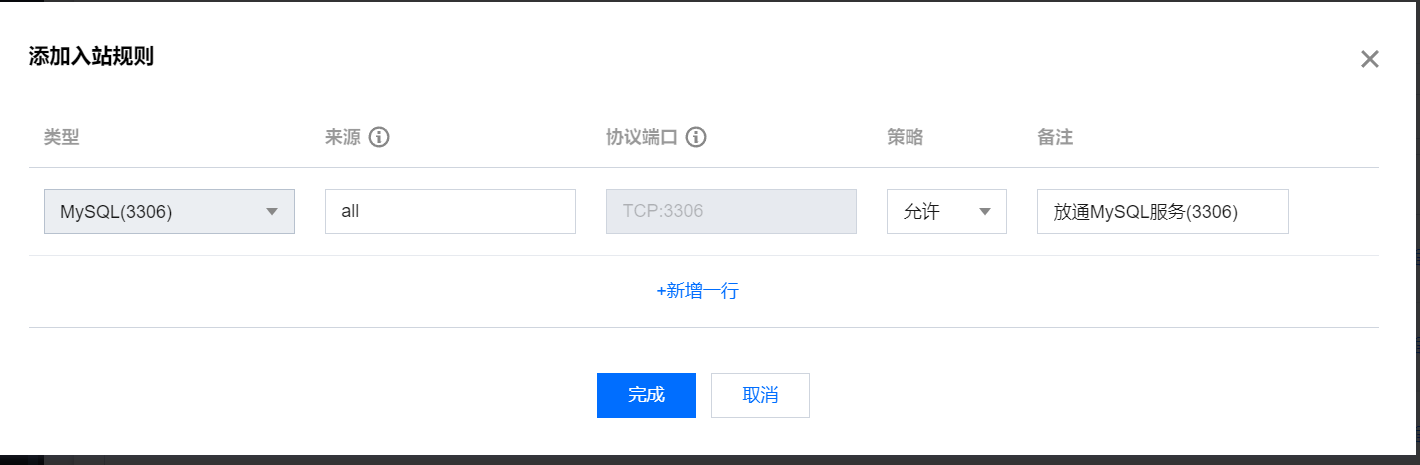 添加入站规则
类型 来源 协议端口 策略 备注
MySQL(3306) all TCP:3306 允许 放通MySQL服务(3306)
+新增一行
完成 取消